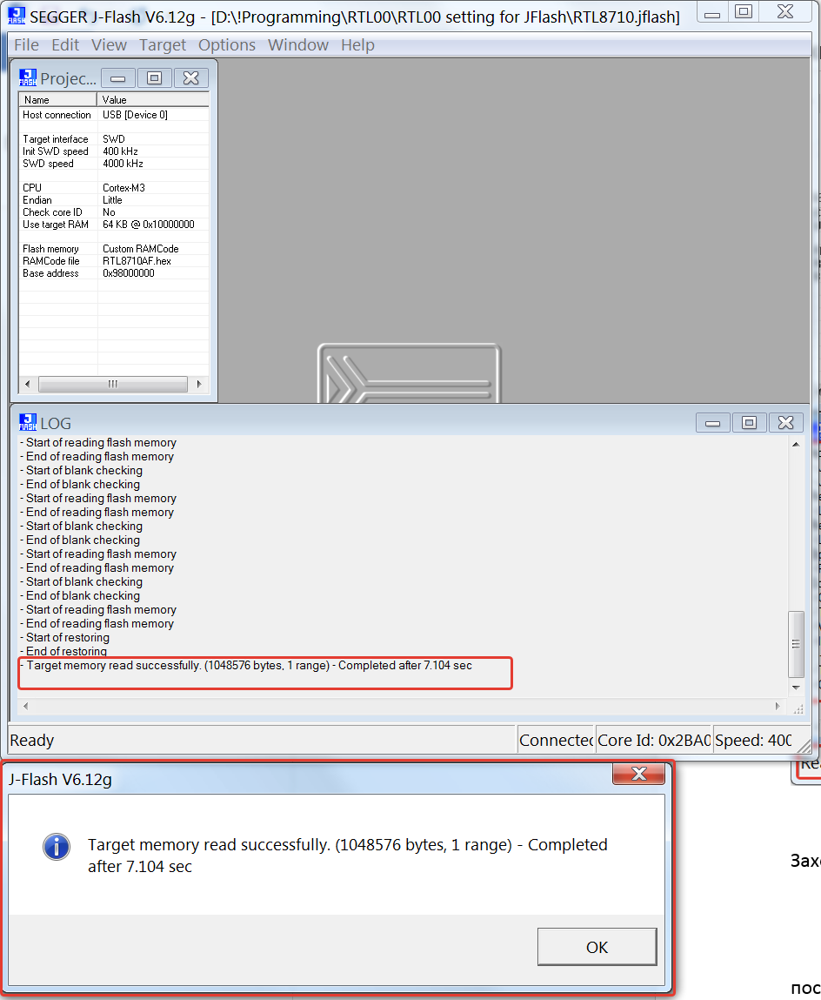 SEGGER J-Flash V6.12g - [D:\!Programming\RTL00\RTL00 setting for JFlash\RTL8710.jflash]
File Edit View Target Options Window Help
Projec...
Name Value
Host connection USB [Device 0]
Target interface SWD
Init SWD speed 400 kHz
SWD speed 4000 kHz
CPU Cortex-M3
Endian Little
Check core ID No
Use target RAM 64 KB @ 0x10000000
Flash memory Custom RAMCode
RAMCode file RTL8710AF.hex
Base address 0x98000000
LOG
- Start of reading flash memory
- End of reading flash memory
- Start of blank checking
- End of blank checking
- Start of reading flash memory
- End of reading flash memory
- Start of blank checking
- End of blank checking
- Start of reading flash memory
- End of reading flash memory
- Start of blank checking
- End of blank checking
- Start of reading flash memory
- End of reading flash memory
- Start of restoring
- End of restoring
- Target memory read successfully. (1048576 bytes, 1 range) - Completed after 7.104 sec
Ready Connected Core Id: 0x2BA0 Speed: 400
J-Flash V6.12g
Target memory read successfully. (1048576 bytes, 1 range) - Completed
after 7.104 sec
OK
Rea
Захо
пос